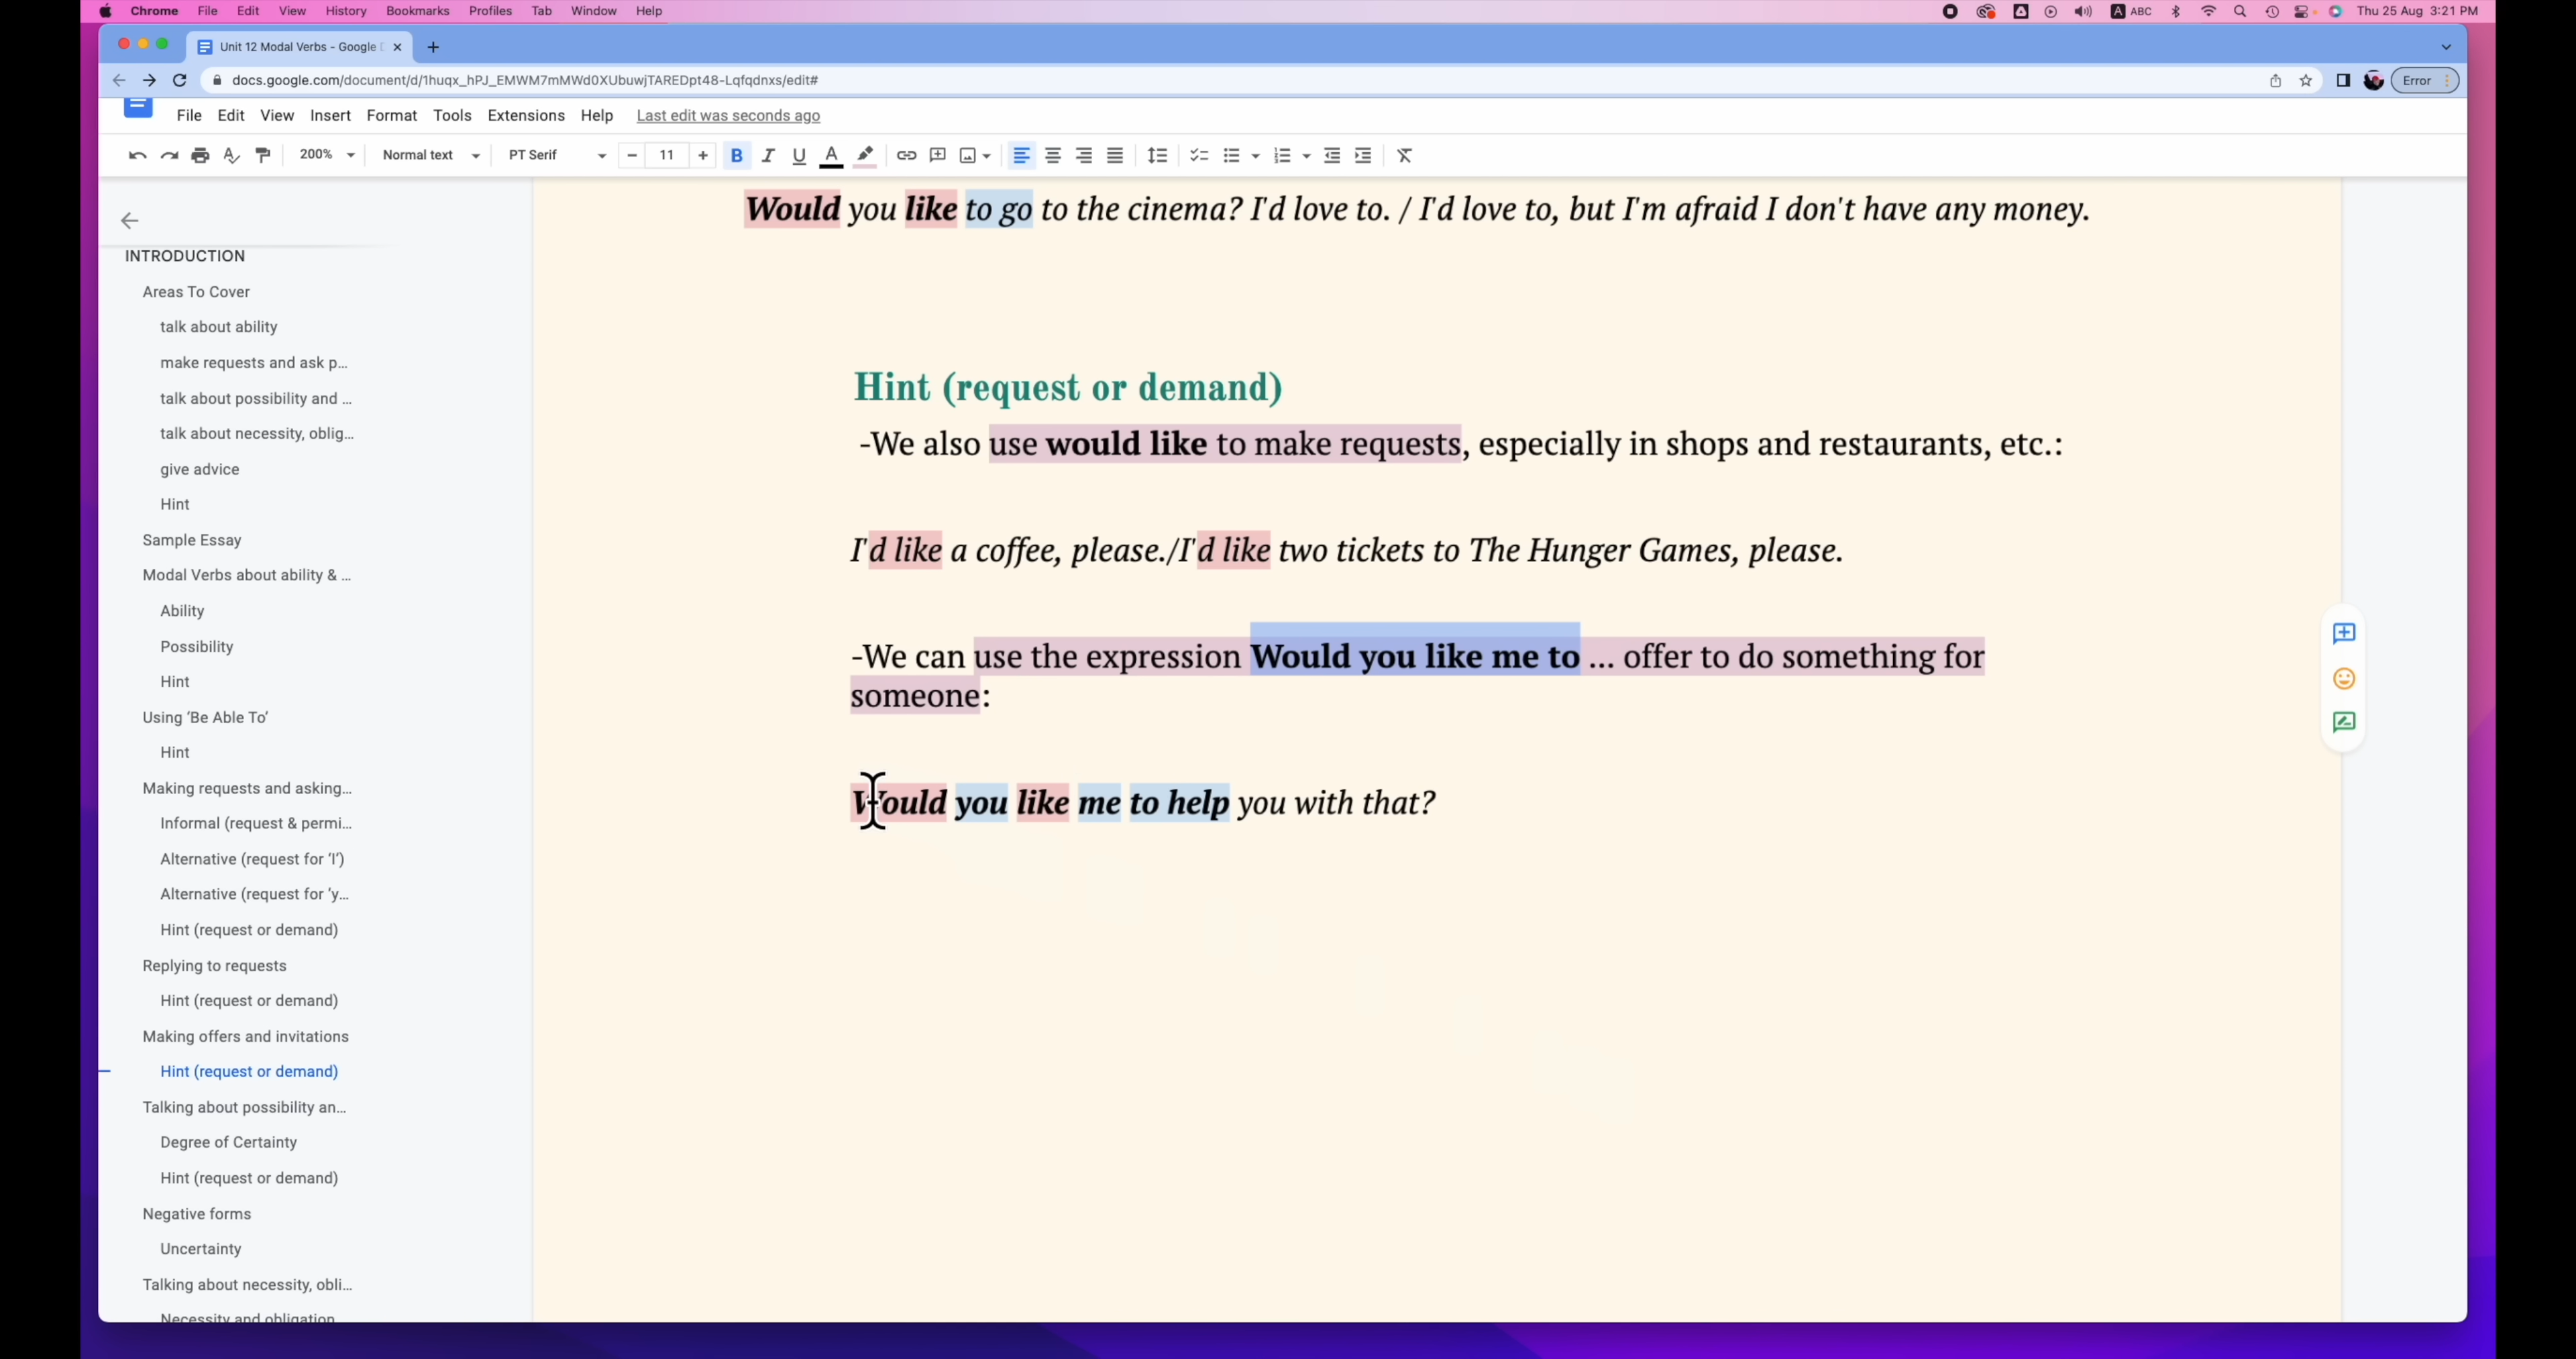 Chrome File Edit View History Bookmarks Profiles Tab Window Help A ABC Thu 25 Aug 3:21 PM
Unit 12 Modal Verbs - Google
docs.google.com/document/d/1huqx_hPJ_EMWM7mMWd0XUbuwjTAREDpt48-Lqfqdnxs/edit# Error
File Edit View Insert Format Tools Extensions Help Last edit was seconds ago
200% Normal text PT Serif 11 B I U A
INTRODUCTION
Areas To Cover
talk about ability
make requests and ask p...
talk about possibility and ...
talk about necessity, oblig...
give advice
Hint
Sample Essay
Modal Verbs about ability & ...
Ability
Possibility
Hint
Using ‘Be Able To’
Hint
Making requests and asking...
Informal (request & permi...
Alternative (request for ‘I’)
Alternative (request for ‘y...
Hint (request or demand)
Replying to requests
Hint (request or demand)
Making offers and invitations
Hint (request or demand)
Talking about possibility an...
Degree of Certainty
Hint (request or demand)
Negative forms
Uncertainty
Talking about necessity, obli...
Necessity and obligation
Would you like to go to the cinema? I'd love to. / I'd love to, but I'm afraid I don't have any money.
Hint (request or demand)
-We also use would like to make requests, especially in shops and restaurants, etc.:
I'd like a coffee, please./I'd like two tickets to The Hunger Games, please.
-We can use the expression Would you like me to ... offer to do something for
someone:
Would you like me to help you with that?